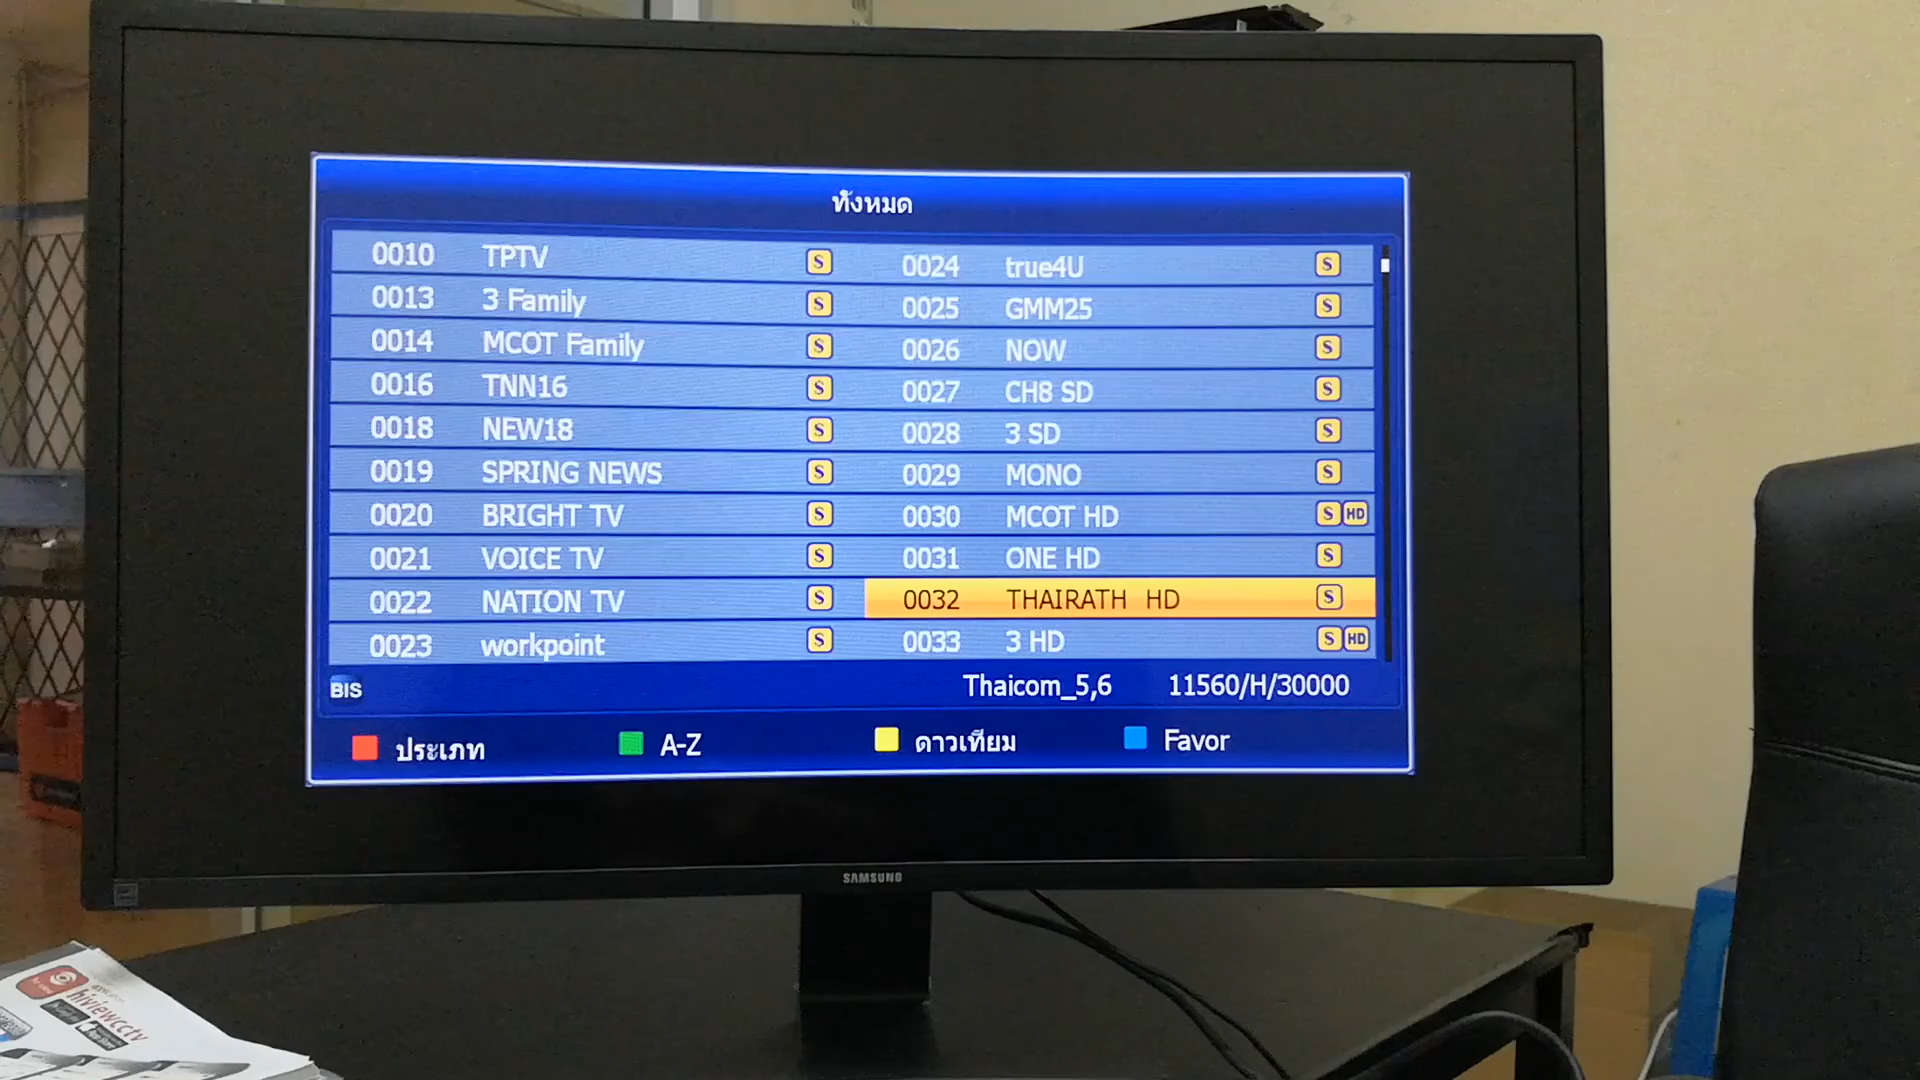 ทั้งหมด
0010 TPTV S
0013 3 Family S
0014 MCOT Family S
0016 TNN16 S
0018 NEW18 S
0019 SPRING NEWS S
0020 BRIGHT TV S
0021 VOICE TV S
0022 NATION TV S
0023 workpoint S
0024 true4U S
0025 GMM25 S
0026 NOW S
0027 CH8 SD S
0028 3 SD S
0029 MONO S
0030 MCOT HD S HD
0031 ONE HD S
0032 THAIRATH HD S
0033 3 HD S HD
BIS Thaicom_5,6 11560/H/30000
ประเภท A-Z ดาวเทียม Favor
SAMSUNG
hiviewcctv